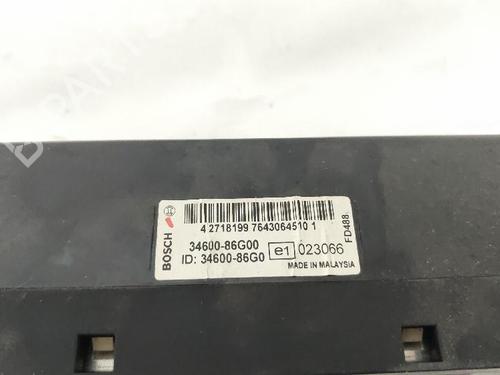 4 2718199 7643064510 1
BOSCH
34600-86G00
ID: 34600-86G0
e1
023066
MADE IN MALAYSIA
FD488